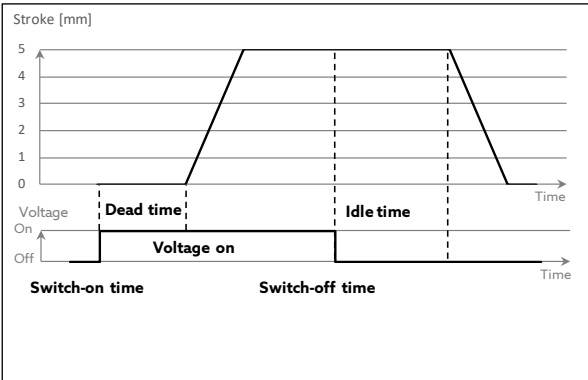 Stroke [mm]
5
4
3
2
1
0
Time
Dead time
Idle time
Voltage
On
Voltage on
Off
Time
Switch-on time
Switch-off time